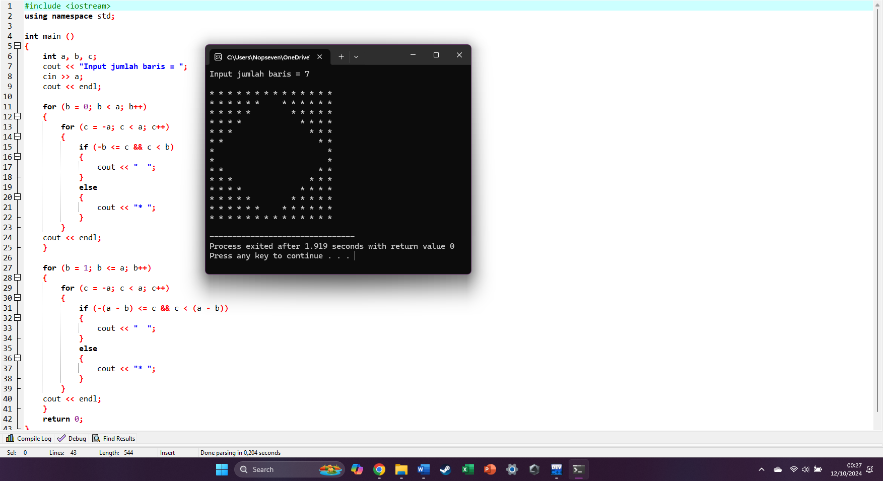 1 #include <iostream>
2 using namespace std;
3
4 int main ()
5 {
6 int a, b, c;
7 cout << "Input jumlah baris = ";
8 cin >> a;
9 cout << endl;
10
11 for (b = 0; b < a; b++)
12 {
13 for (c = -a; c < a; c++)
14 {
15 if (-b <= c && c < b)
16 {
17 cout << "  ";
18 }
19 else
20 {
21 cout << "* ";
22 }
23 }
24 cout << endl;
25 }
26
27 for (b = 1; b <= a; b++)
28 {
29 for (c = -a; c < a; c++)
30 {
31 if (-(a - b) <= c && c < (a - b))
32 {
33 cout << "  ";
34 }
35 else
36 {
37 cout << "* ";
38 }
39 }
40 cout << endl;
41 }
42 return 0;
43 }
C:\Users\Nopseven\OneDrive\
Input jumlah baris = 7
* * * * * * * * * * * * * *
* * * * * *     * * * * * *
* * * * *         * * * * *
* * * *             * * * *
* * *                 * * *
* *                     * *
*                         *
*                         *
* *                     * *
* * *                 * * *
* * * *             * * * *
* * * * *         * * * * *
* * * * * *     * * * * * *
* * * * * * * * * * * * * *
--------------------------------
Process exited after 1.919 seconds with return value 0
Press any key to continue . . .
Compile Log Debug Find Results
Sel: 0 Lines: 43 Length: 544 Insert Done parsing in 0,204 seconds
Search
00:37
12/10/2024